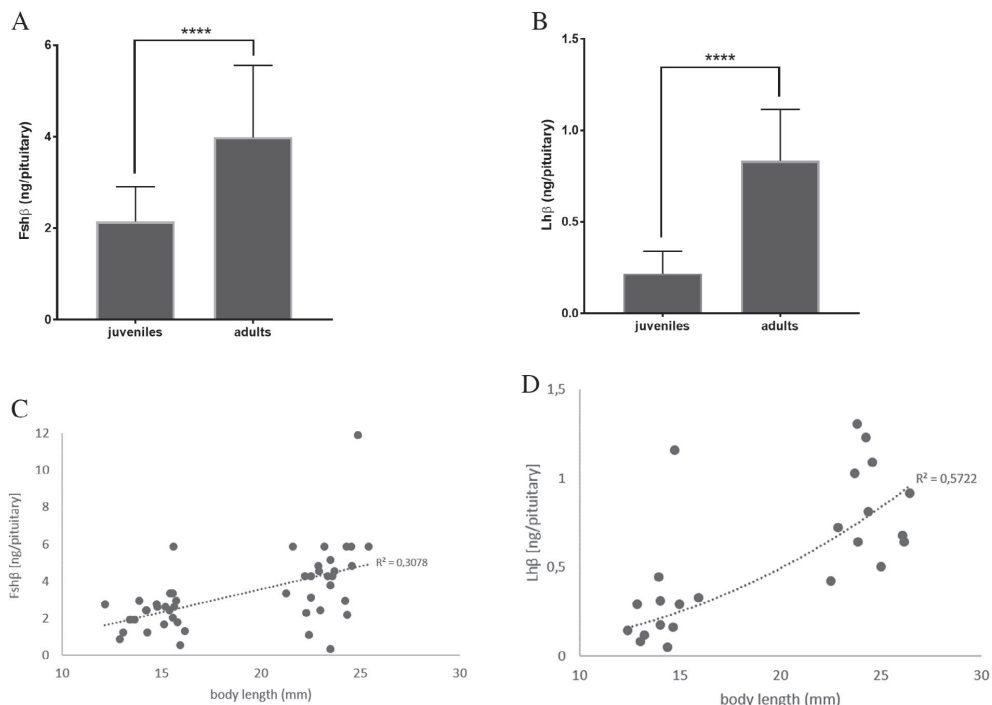 A
****
6
4
2
0
Fshβ (ng/pituitary)
juveniles
adults
B
****
1.5
1.0
0.5
0.0
Lhβ (ng/pituitary)
juveniles
adults
C
12
10
8
6
4
2
0
Fshβ [ng/pituitary]
R² = 0,3078
10
15
20
25
30
body length (mm)
D
1,5
1
0,5
0
Lhβ [ng/pituitary]
R² = 0,5722
10
15
20
25
30
body length (mm)